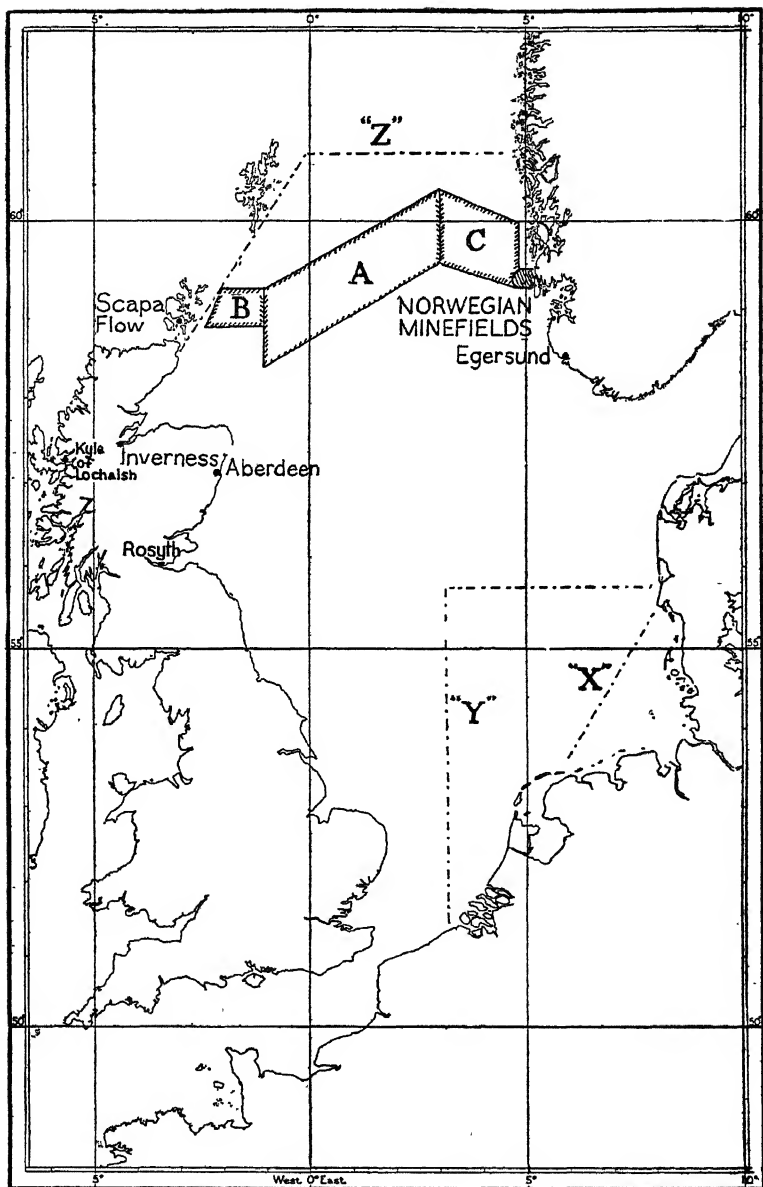 5° 0° 5° 10°
"Z"
60
60
C
A
B
Scapa
Flow
NORWEGIAN
MINEFIELDS
Egersund
Kyle
of
Lochalsh
Inverness
Aberdeen
Rosyth
55
55
"X"
"Y"
50
50
5° West 0° East. 5° 10°